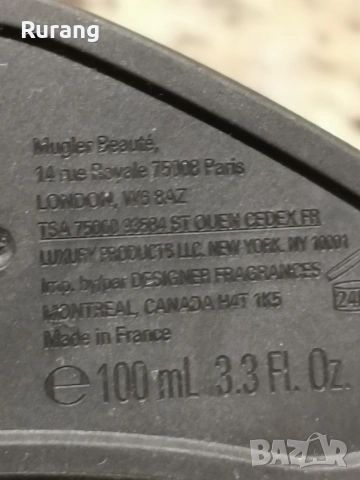 Rurang
Mugler Beauté,
14 rue Royale 75008 Paris
LONDON, W6 8AZ
TSA 75060 93584 ST OUEN CEDEX FR
LUXURY PRODUCTS LLC. NEW YORK. NY 10001
Imp. by/par DESIGNER FRAGRANCES
MONTREAL, CANADA H4T 1K5
Made in France
24
℮ 100 mL 3.3 Fl. Oz.
BAZAR